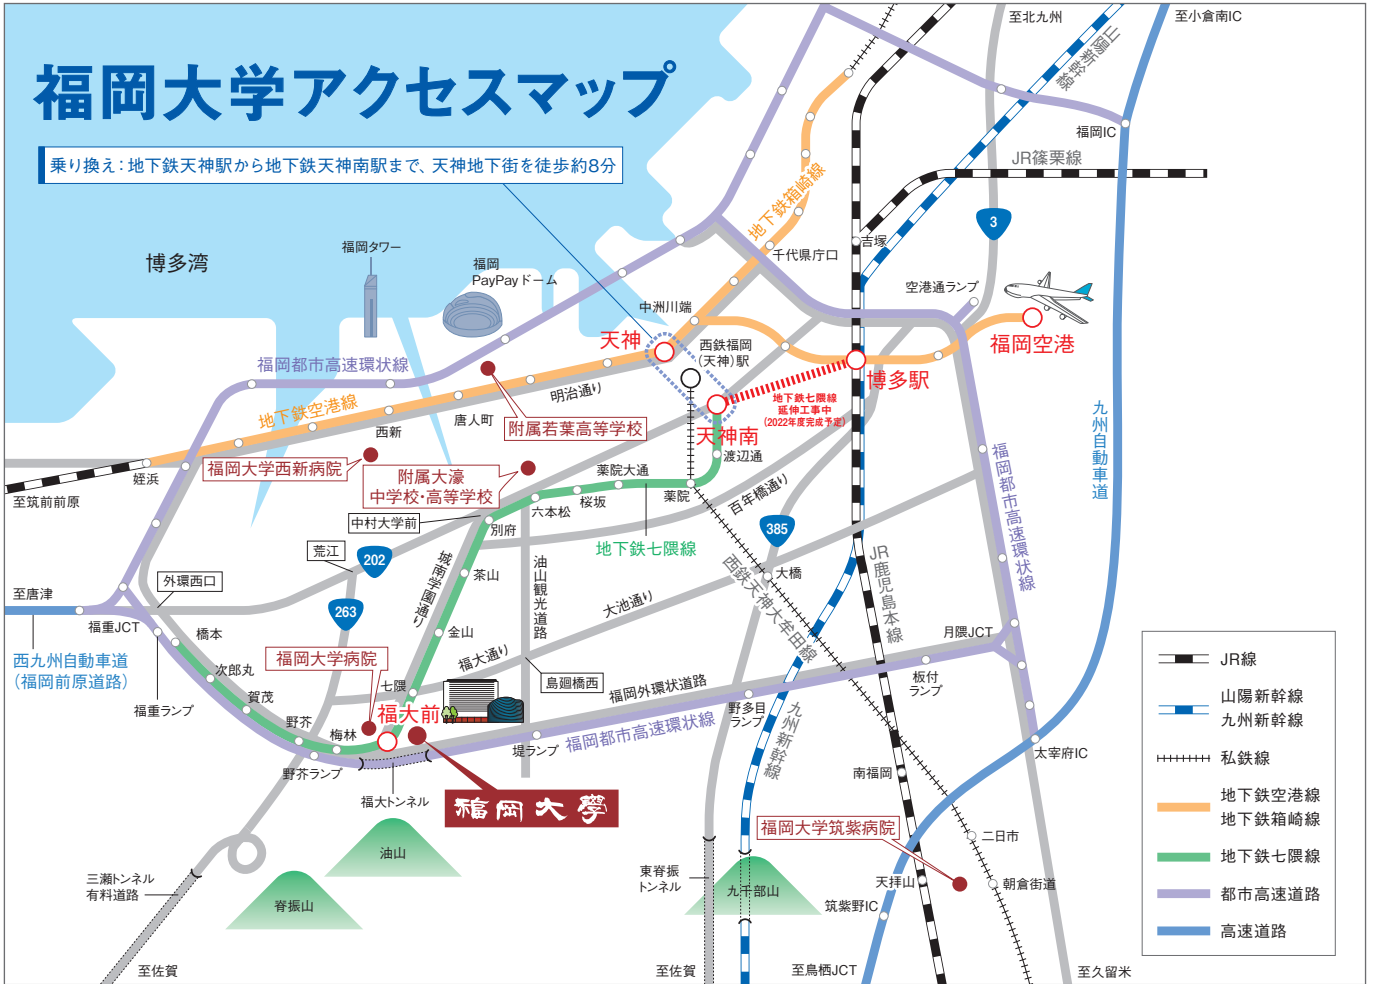 福岡大学アクセスマップ
乗り換え：地下鉄天神駅から地下鉄天神南駅まで、天神地下街を徒歩約8分
至北九州
至小倉南IC
山陽新幹線
福岡IC
JR篠栗線
地下鉄箱崎線
3
吉塚
千代県庁口
博多湾
福岡タワー
福岡
PayPayドーム
空港通ランプ
中洲川端
天神
西鉄福岡
（天神）駅
福岡空港
博多駅
福岡都市高速環状線
地下鉄空港線
明治通り
唐人町
西新
地下鉄七隈線
延伸工事中
（2022年度完成予定）
天神南
渡辺通
附属若葉高等学校
福岡大学西新病院
附属大濠
中学校・高等学校
姪浜
至筑前前原
薬院大通
薬院
桜坂
六本松
百年橋通り
九州自動車道
福岡都市高速環状線
中村大学前
別府
荒江
202
385
地下鉄七隈線
城南学園通り
茶山
油山観光道路
西鉄天神大牟田線
大橋
JR鹿児島本線
至唐津
外環西口
263
大池通り
福重JCT
橋本
金山
月隈JCT
西九州自動車道
（福岡前原道路）
次郎丸
福岡大学病院
福大通り
七隈
島廻橋西
福岡外環状道路
板付
ランプ
福重ランプ
賀茂
野芥
梅林
福大前
野多目
ランプ
九州新幹線
堤ランプ
福岡都市高速環状線
野芥ランプ
太宰府IC
福大トンネル
福岡大學
南福岡
福岡大学筑紫病院
二日市
油山
三瀬トンネル
有料道路
脊振山
東脊振
トンネル
九千部山
天拝山
朝倉街道
筑紫野IC
至佐賀
至佐賀
至鳥栖JCT
至久留米
JR線
山陽新幹線
九州新幹線
私鉄線
地下鉄空港線
地下鉄箱崎線
地下鉄七隈線
都市高速道路
高速道路